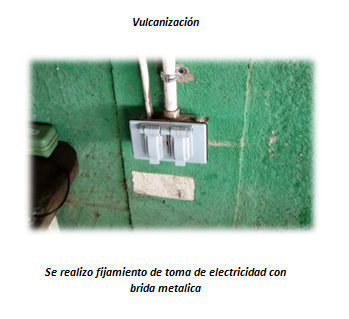 Vulcanización
Se realizo fijamiento de toma de electricidad con
brida metalica